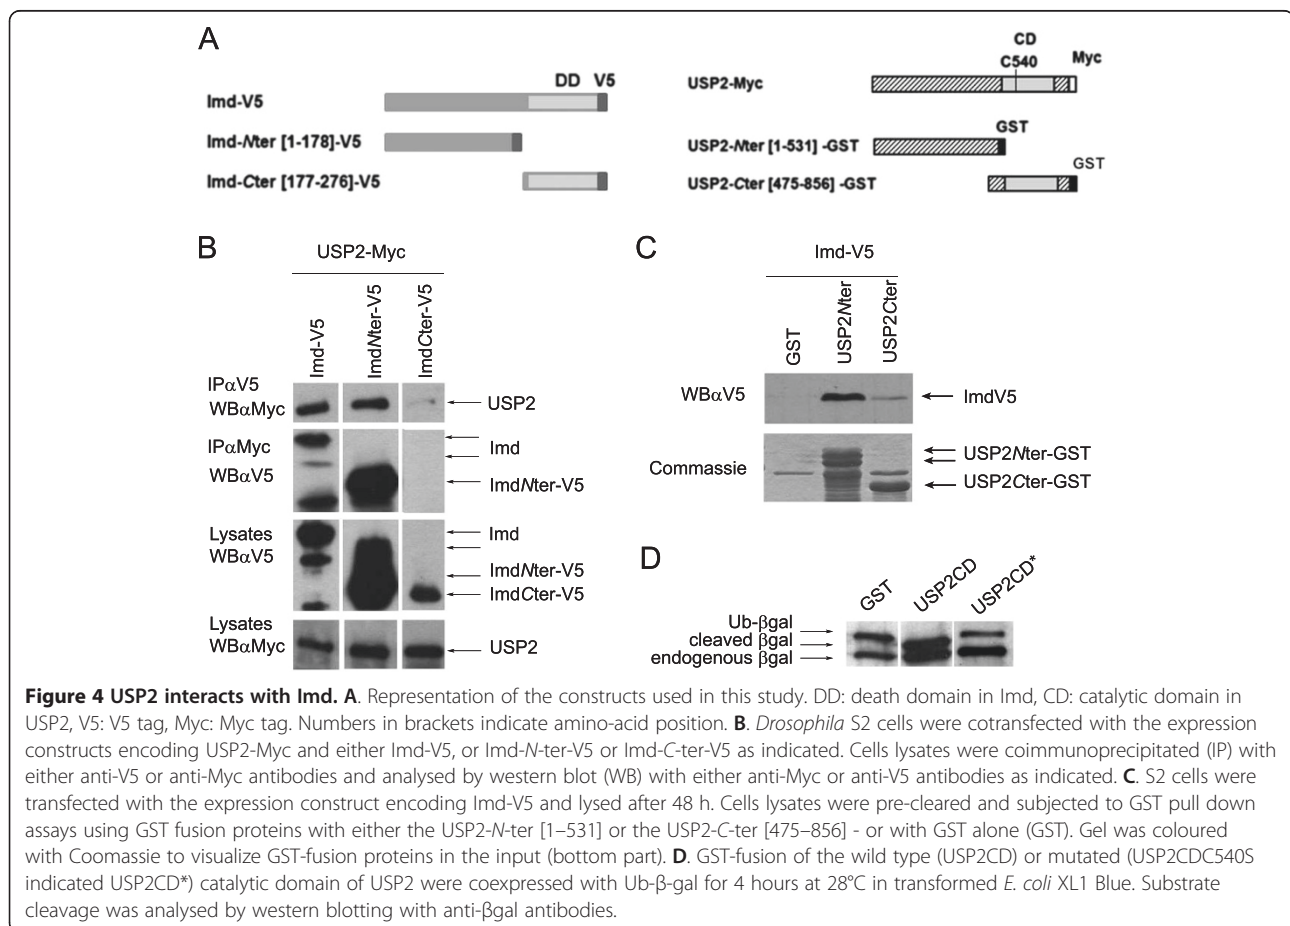 A
DD V5
Imd-V5
Imd-Nter [1-178]-V5
Imd-Cter [177-276]-V5
CD
C540
Myc
USP2-Myc
GST
USP2-Nter [1-531] -GST
GST
USP2-Cter [475-856] -GST
B
USP2-Myc
Imd-V5
ImdNter-V5
ImdCter-V5
IPαV5
WBαMyc
USP2
IPαMyc
WBαV5
Imd
ImdNter-V5
Lysates
WBαV5
Imd
ImdNter-V5
ImdCter-V5
Lysates
WBαMyc
USP2
C
Imd-V5
GST
USP2Nter
USP2Cter
WBαV5
ImdV5
Commassie
USP2Nter-GST
USP2Cter-GST
D
GST
USP2CD
USP2CD*
Ub-βgal
cleaved βgal
endogenous βgal
Figure 4 USP2 interacts with Imd. A. Representation of the constructs used in this study. DD: death domain in Imd, CD: catalytic domain in
USP2, V5: V5 tag, Myc: Myc tag. Numbers in brackets indicate amino-acid position. B. Drosophila S2 cells were cotransfected with the expression
constructs encoding USP2-Myc and either Imd-V5, or Imd-N-ter-V5 or Imd-C-ter-V5 as indicated. Cells lysates were coimmunoprecipitated (IP) with
either anti-V5 or anti-Myc antibodies and analysed by western blot (WB) with either anti-Myc or anti-V5 antibodies as indicated. C. S2 cells were
transfected with the expression construct encoding Imd-V5 and lysed after 48 h. Cells lysates were pre-cleared and subjected to GST pull down
assays using GST fusion proteins with either the USP2-N-ter [1–531] or the USP2-C-ter [475–856] - or with GST alone (GST). Gel was coloured
with Coomassie to visualize GST-fusion proteins in the input (bottom part). D. GST-fusion of the wild type (USP2CD) or mutated (USP2CDC540S
indicated USP2CD*) catalytic domain of USP2 were coexpressed with Ub-β-gal for 4 hours at 28°C in transformed E. coli XL1 Blue. Substrate
cleavage was analysed by western blotting with anti-βgal antibodies.